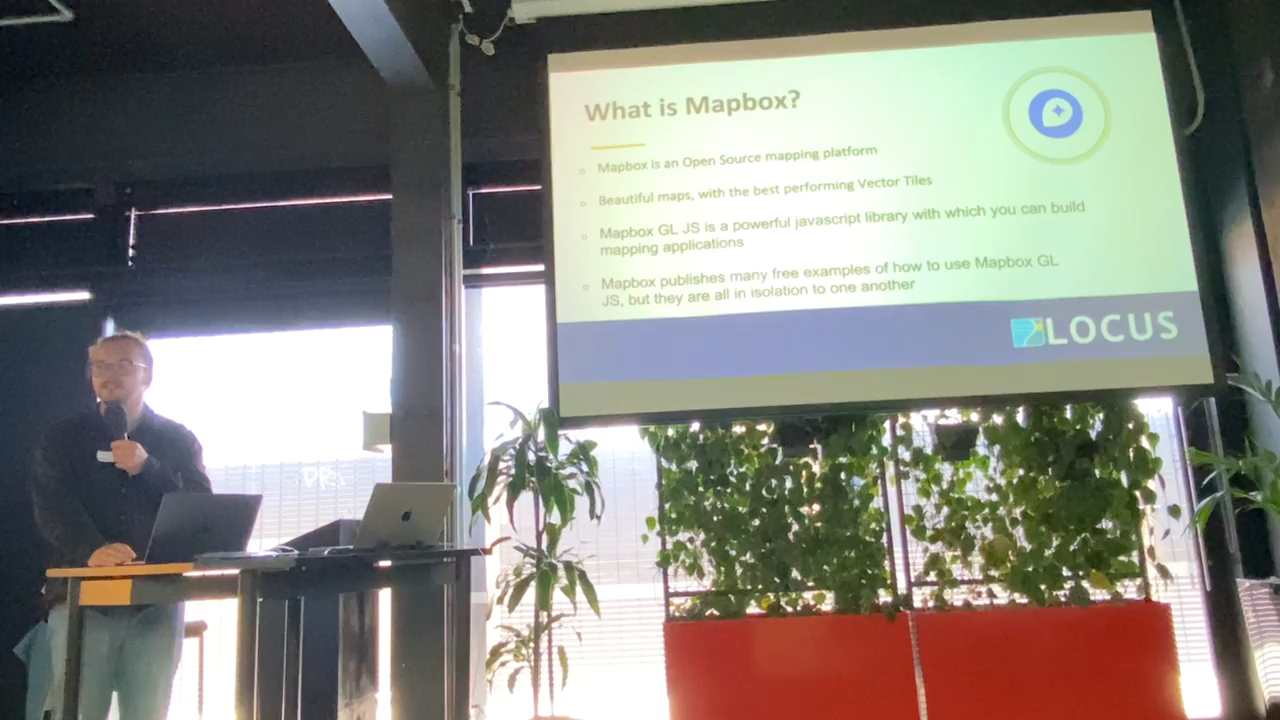 What is Mapbox?
Mapbox is an Open Source mapping platform
Beautiful maps, with the best performing Vector Tiles
Mapbox GL JS is a powerful javascript library with which you can build
mapping applications
Mapbox publishes many free examples of how to use Mapbox GL
JS, but they are all in isolation to one another
LOCUS